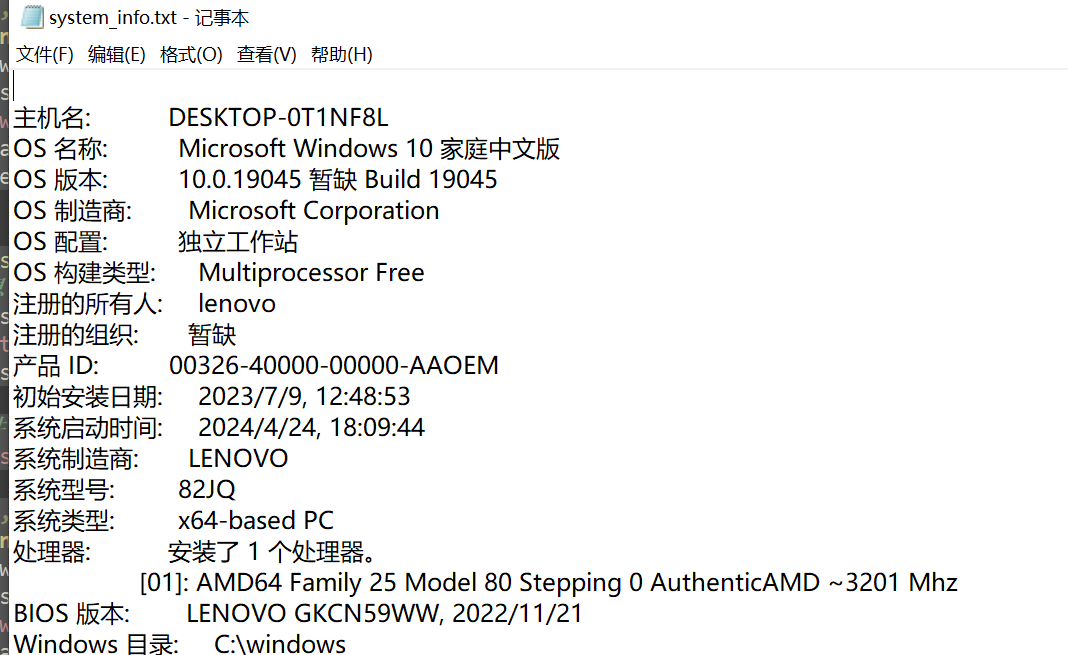 system_info.txt - 记事本
文件(F) 编辑(E) 格式(O) 查看(V) 帮助(H)
主机名: DESKTOP-0T1NF8L
OS 名称: Microsoft Windows 10 家庭中文版
OS 版本: 10.0.19045 暂缺 Build 19045
OS 制造商: Microsoft Corporation
OS 配置: 独立工作站
OS 构建类型: Multiprocessor Free
注册的所有人: lenovo
注册的组织: 暂缺
产品 ID: 00326-40000-00000-AAOEM
初始安装日期: 2023/7/9, 12:48:53
系统启动时间: 2024/4/24, 18:09:44
系统制造商: LENOVO
系统型号: 82JQ
系统类型: x64-based PC
处理器: 安装了 1 个处理器。
[01]: AMD64 Family 25 Model 80 Stepping 0 AuthenticAMD ~3201 Mhz
BIOS 版本: LENOVO GKCN59WW, 2022/11/21
Windows 目录: C:\windows